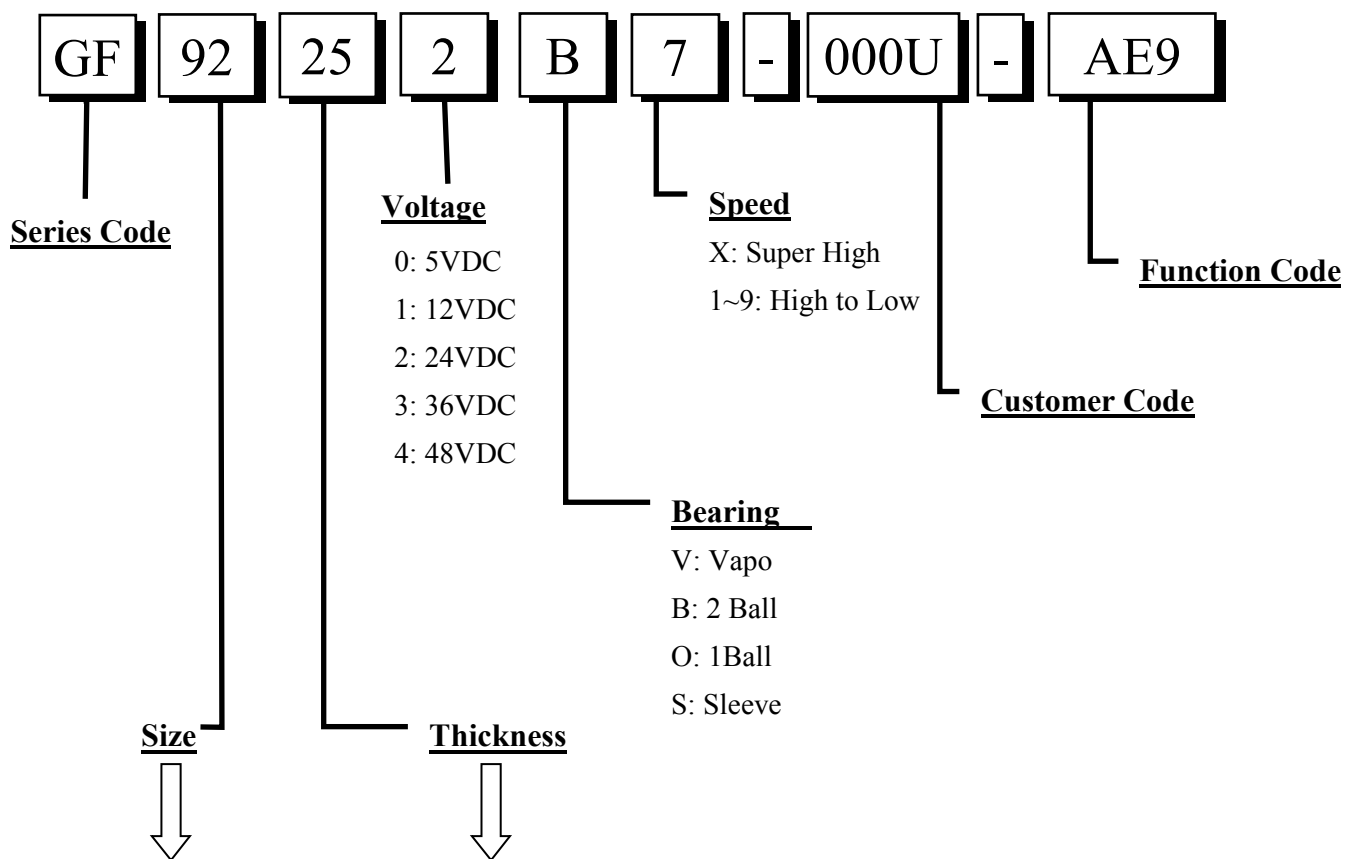 GF 92 25 2 B 7 - 000U - AE9
Series Code
Voltage
0: 5VDC
1: 12VDC
2: 24VDC
3: 36VDC
4: 48VDC
Speed
X: Super High
1~9: High to Low
Function Code
Customer Code
Bearing
V: Vapo
B: 2 Ball
O: 1Ball
S: Sleeve
Size
Thickness